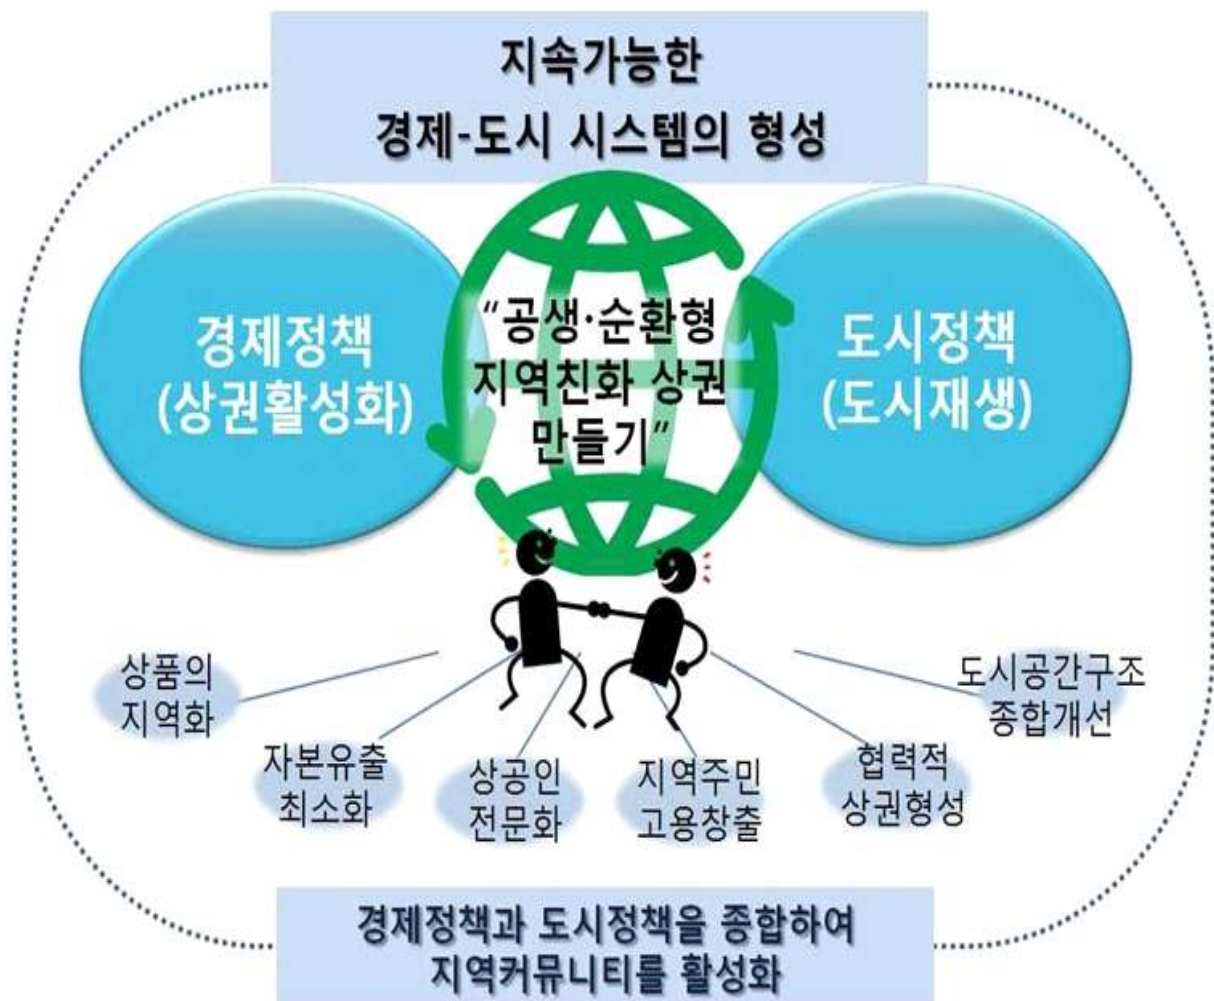 지속가능한
경제-도시 시스템의 형성
경제정책
(상권활성화)
“공생·순환형
지역친화 상권
만들기”
도시정책
(도시재생)
상품의
지역화
자본유출
최소화
상공인
전문화
지역주민
고용창출
협력적
상권형성
도시공간구조
종합개선
경제정책과 도시정책을 종합하여
지역커뮤니티를 활성화